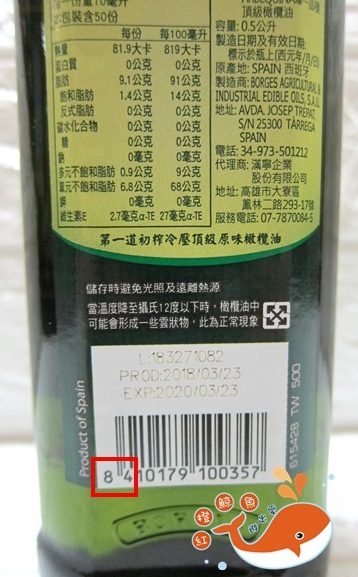 本包裝含50份
每份 每100毫升
熱量 81.9大卡 819大卡
蛋白質 0公克 0公克
脂肪 9.1公克 91公克
飽和脂肪 1.4公克 14公克
反式脂肪 0公克 0公克
碳水化合物 0公克 0公克
糖 0公克 0公克
鈉 0毫克 0毫克
多元不飽和脂肪 0.9公克 9公克
單元不飽和脂肪 6.8公克 68公克
鉀 0毫克 0毫克
維生素E 2.7毫克α-TE 27毫克α-TE
頂級橄欖油
容量: 0.5公升
製造日期及有效日期:
標示於瓶上(西元年/月/日)
原產地: SPAIN 西班牙
製造商: BORGES AGRICULTURAL &
INDUSTRIAL EDIBLE OILS, S.A.U.
地址: AVDA. JOSEP TREPAT,
S/N 25300 TÀRREGA
SPAIN
電話: 34-973-501212
代理商: 滿寧企業
股份有限公司
地址: 高雄市大寮區
鳳林二路293-17號
服務電話: 07-7870084-5
第一道初榨冷壓頂級原味橄欖油
儲存時避免光照及遠離熱源
當溫度降至攝氏12度以下時，橄欖油中
可能會形成一些雲狀物，此為正常現象
L:183271082
PROD:2018/03/23
EXP:2020/03/23
Product of Spain
8 410179 100357
615428 TW 500
紅橙鯨魚